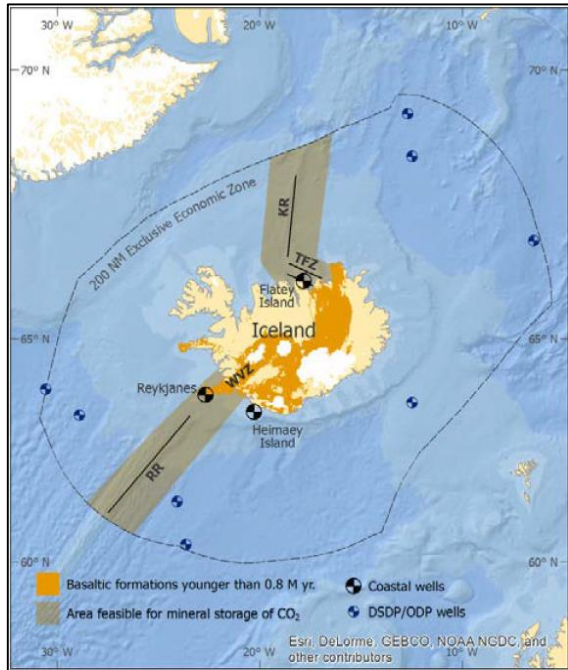 30° W
20° W
10° W
70° N
70° N
200 NM Exclusive Economic Zone
KR
TFZ
Flatey
Island
Iceland
65° N
65° N
WVZ
Reykjanes
Heimaey
Island
RR
60° N
60° N
Basaltic formations younger than 0.8 M yr.
Coastal wells
Area feasible for mineral storage of CO₂
DSDP/ODP wells
Esri, DeLorme, GEBCO, NOAA NGDC, and
other contributors
30° W
20° W
10° W